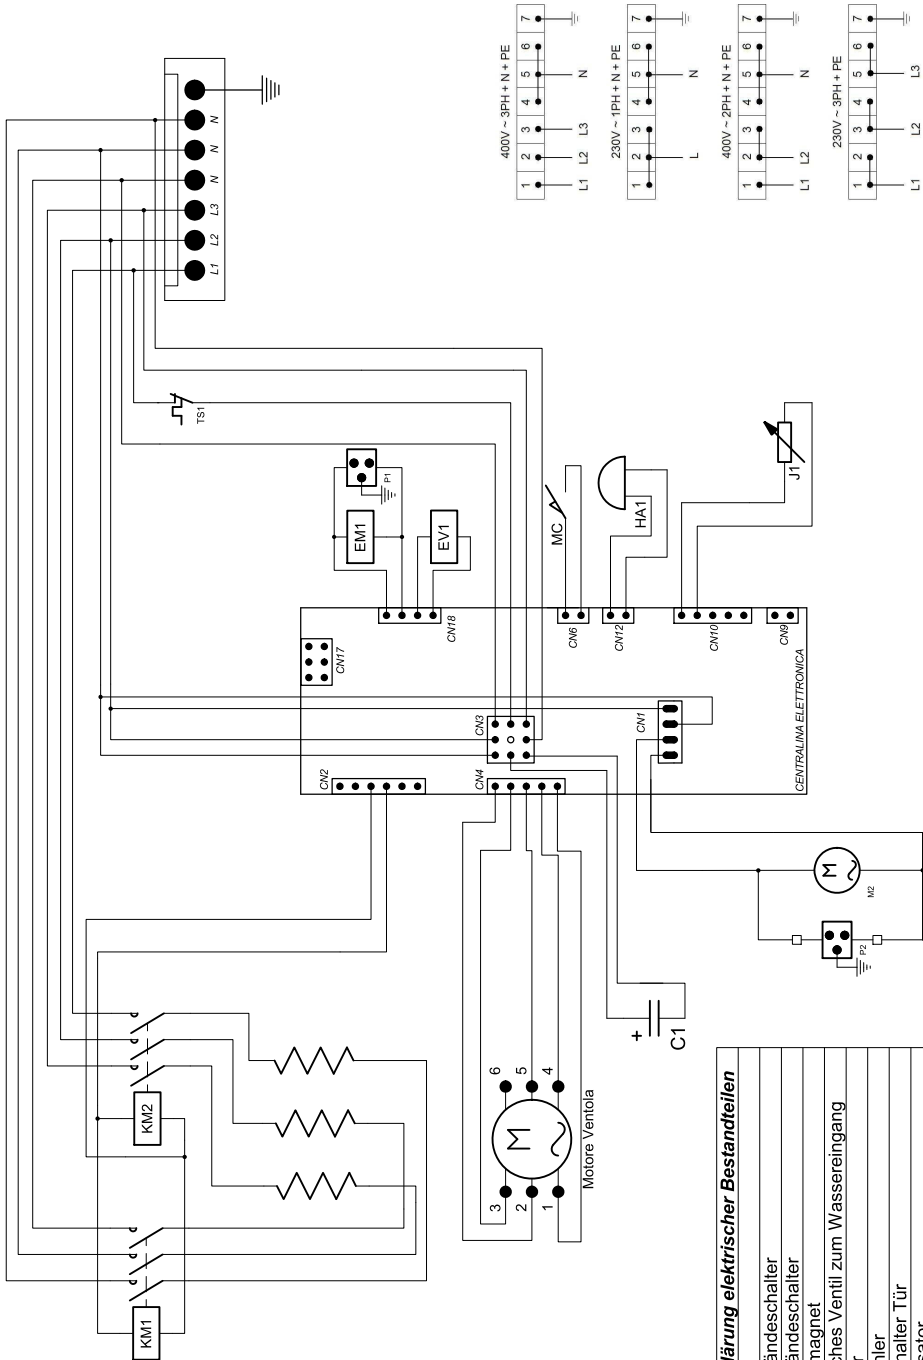 KM1
KM2
L1 L2 L3 N N N
TS1
CN2
CN17
CN4
CN3
CN18
EM1
P1
EV1
3 2 1
6 5 4
M
Motore Ventola
+
C1
CN6
MC
CN12
HA1
CN1
CN10
CN9
J1
CENTRALINA ELETTRONICA
M
M2
P2
400V ~ 3PH + N + PE
1 2 3 4 5 6 7
L1 L2 L3 N
230V ~ 1PH + N + PE
1 2 3 4 5 6 7
L N
400V ~ 2PH + N + PE
1 2 3 4 5 6 7
L1 L2 N
230V ~ 3PH + PE
1 2 3 4 5 6 7
L1 L2 L3
lärung elektrischer Bestandteilen
ändeschalter
ändeschalter
magnet
ches Ventil zum Wassereingang
r
hler
halter Tür